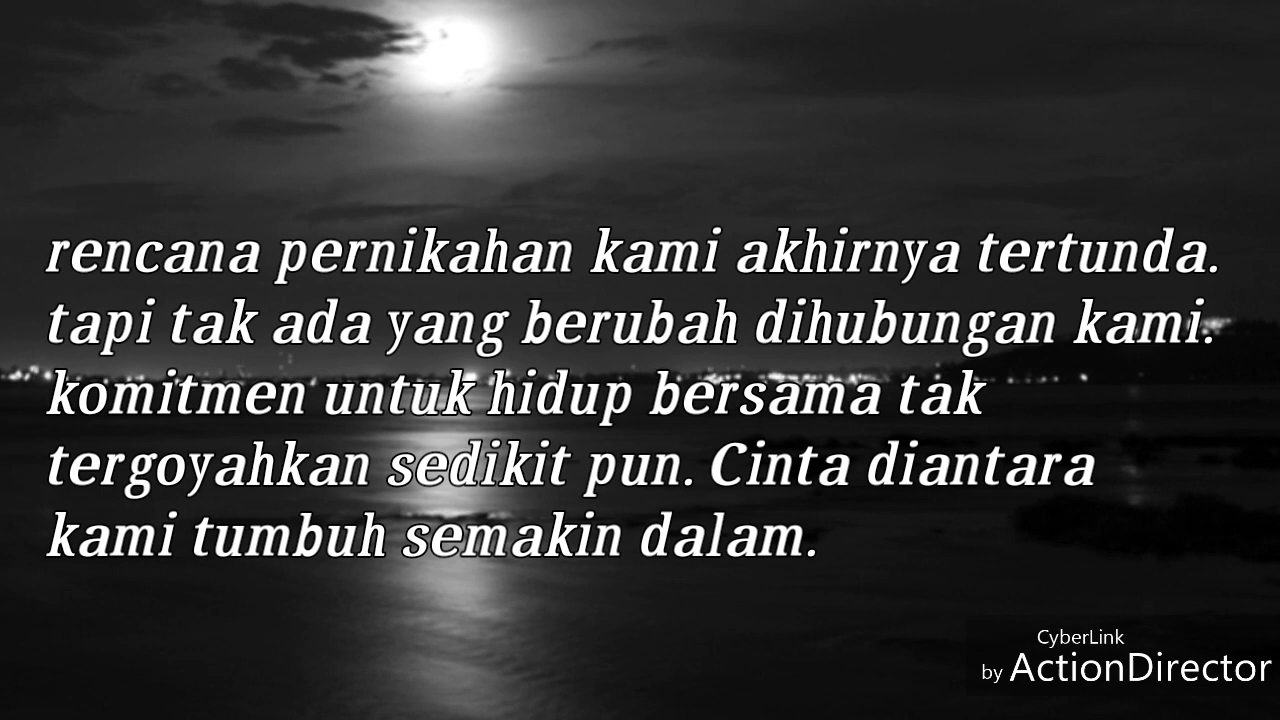 rencana pernikahan kami akhirnya tertunda.
tapi tak ada yang berubah dihubungan kami.
komitmen untuk hidup bersama tak
tergoyahkan sedikit pun. Cinta diantara
kami tumbuh semakin dalam.
CyberLink
by ActionDirector